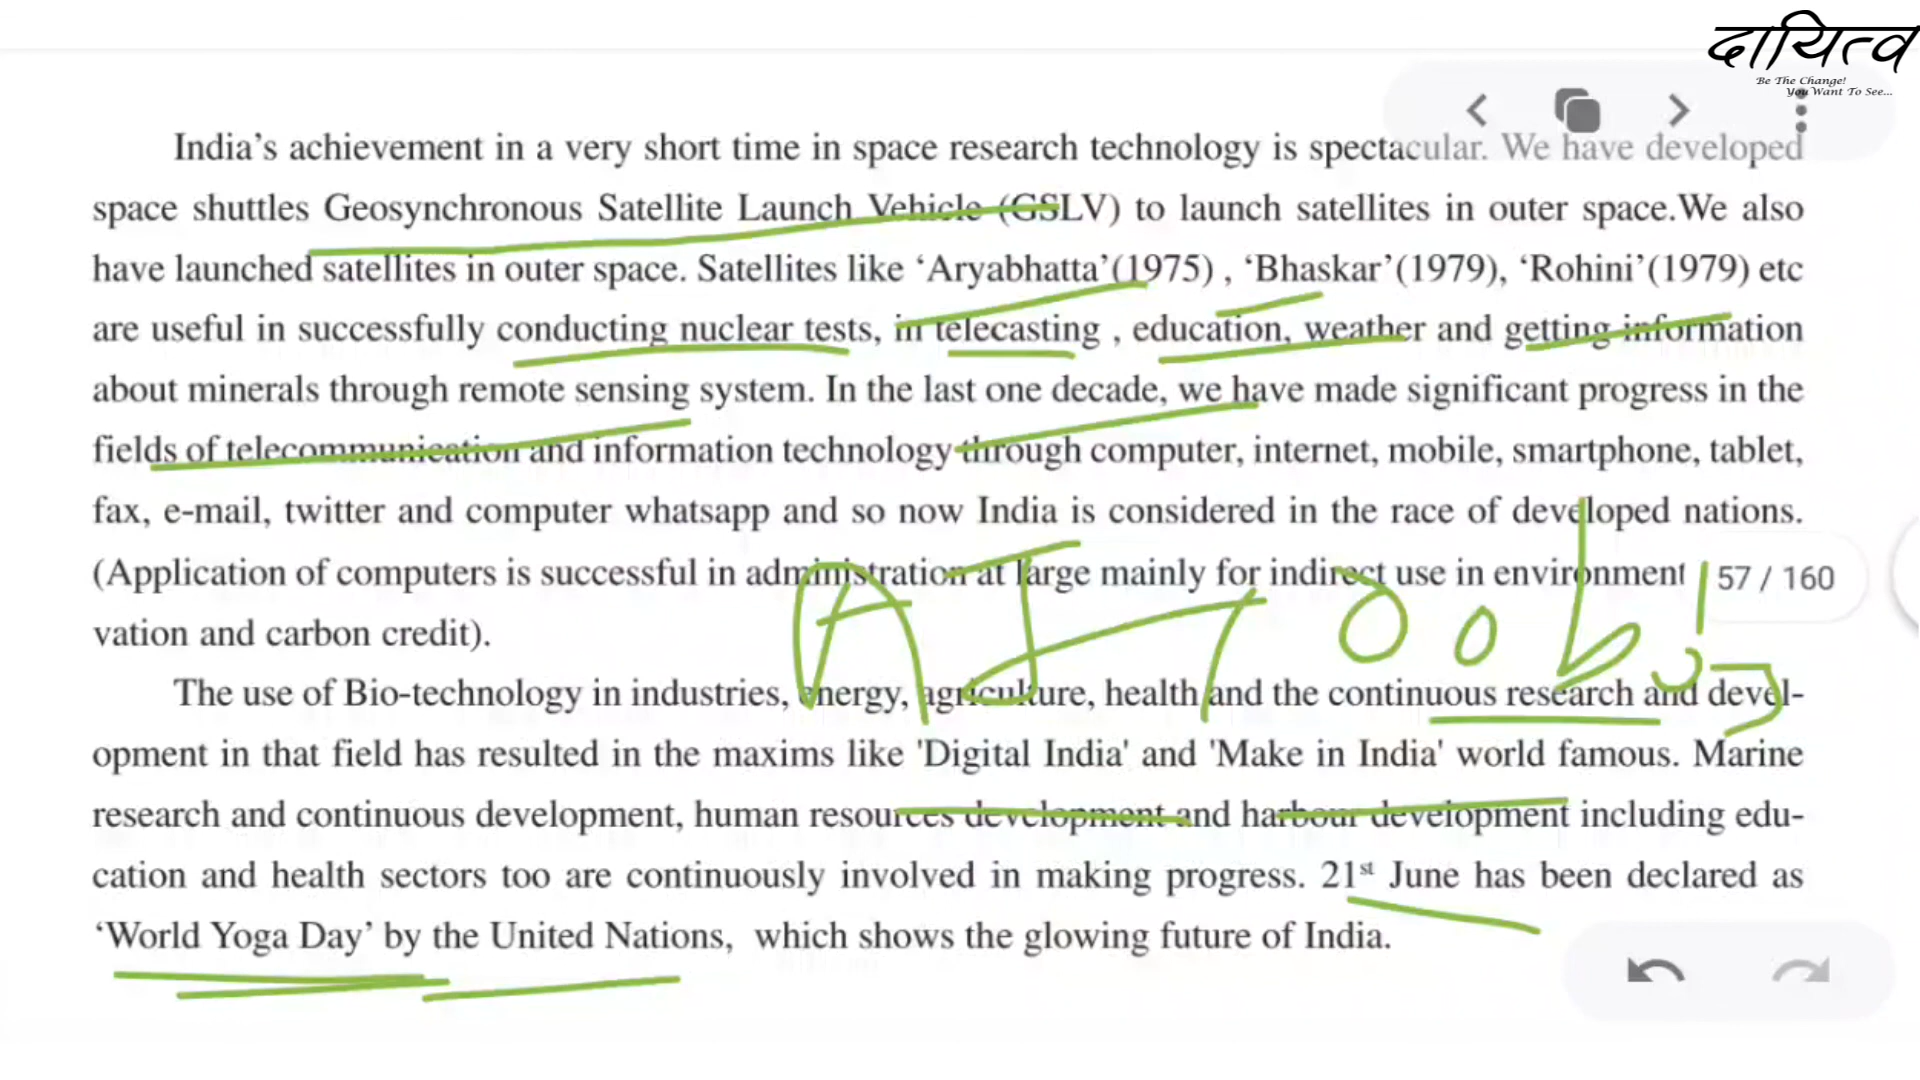 दायित्व
Be The Change!
You Want To See...
India’s achievement in a very short time in space research technology is spectacular. We have developed
space shuttles Geosynchronous Satellite Launch Vehicle (GSLV) to launch satellites in outer space.We also
have launched satellites in outer space. Satellites like ‘Aryabhatta’(1975) , ‘Bhaskar’(1979), ‘Rohini’(1979) etc
are useful in successfully conducting nuclear tests, in telecasting , education, weather and getting information
about minerals through remote sensing system. In the last one decade, we have made significant progress in the
fields of telecommunication and information technology through computer, internet, mobile, smartphone, tablet,
fax, e-mail, twitter and computer whatsapp and so now India is considered in the race of developed nations.
(Application of computers is successful in administration at large mainly for indirect use in environment
57 / 160
vation and carbon credit).
The use of Bio-technology in industries, energy, agriculture, health and the continuous research and devel-
opment in that field has resulted in the maxims like 'Digital India' and 'Make in India' world famous. Marine
research and continuous development, human resources development and harbour development including edu-
cation and health sectors too are continuously involved in making progress. 21st June has been declared as
‘World Yoga Day’ by the United Nations, which shows the glowing future of India.